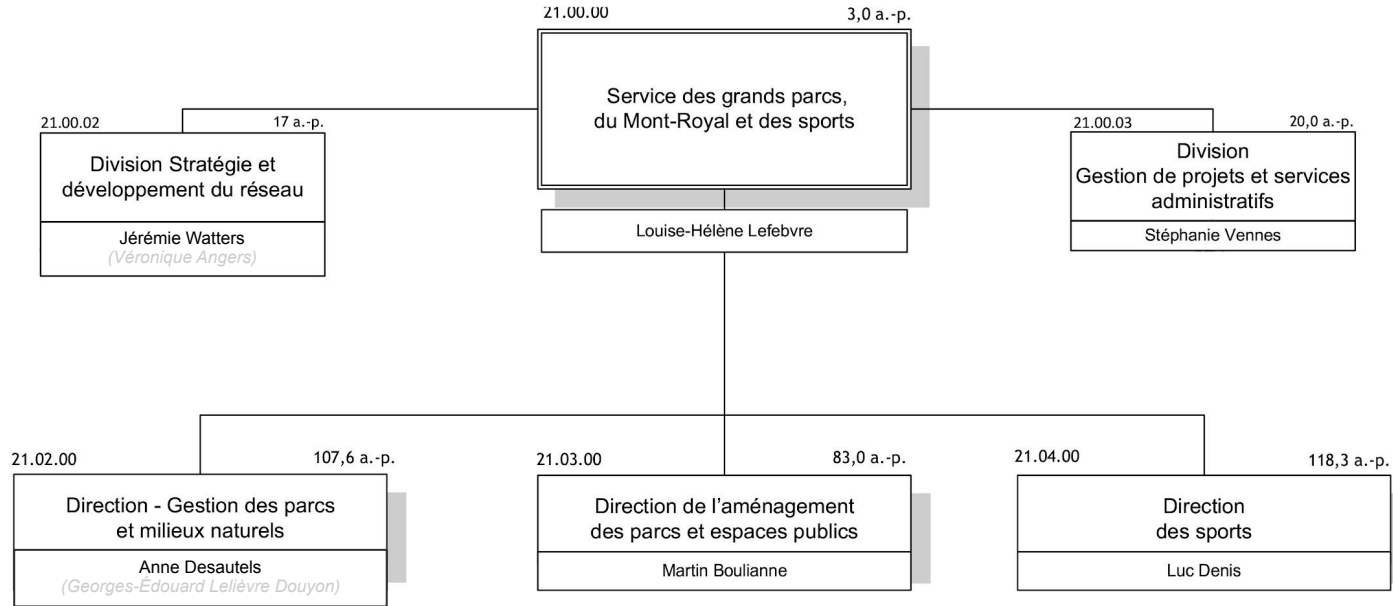 21.00.00 3,0 a.-p.
Service des grands parcs,
du Mont-Royal et des sports
Louise-Hélène Lefebvre
21.00.02 17 a.-p.
Division Stratégie et
développement du réseau
Jérémie Watters
(Véronique Angers)
21.00.03 20,0 a.-p.
Division
Gestion de projets et services
administratifs
Stéphanie Vennes
21.02.00 107,6 a.-p.
Direction - Gestion des parcs
et milieux naturels
Anne Desautels
(Georges-Édouard Lelièvre Douyon)
21.03.00 83,0 a.-p.
Direction de l'aménagement
des parcs et espaces publics
Martin Boulianne
21.04.00 118,3 a.-p.
Direction
des sports
Luc Denis